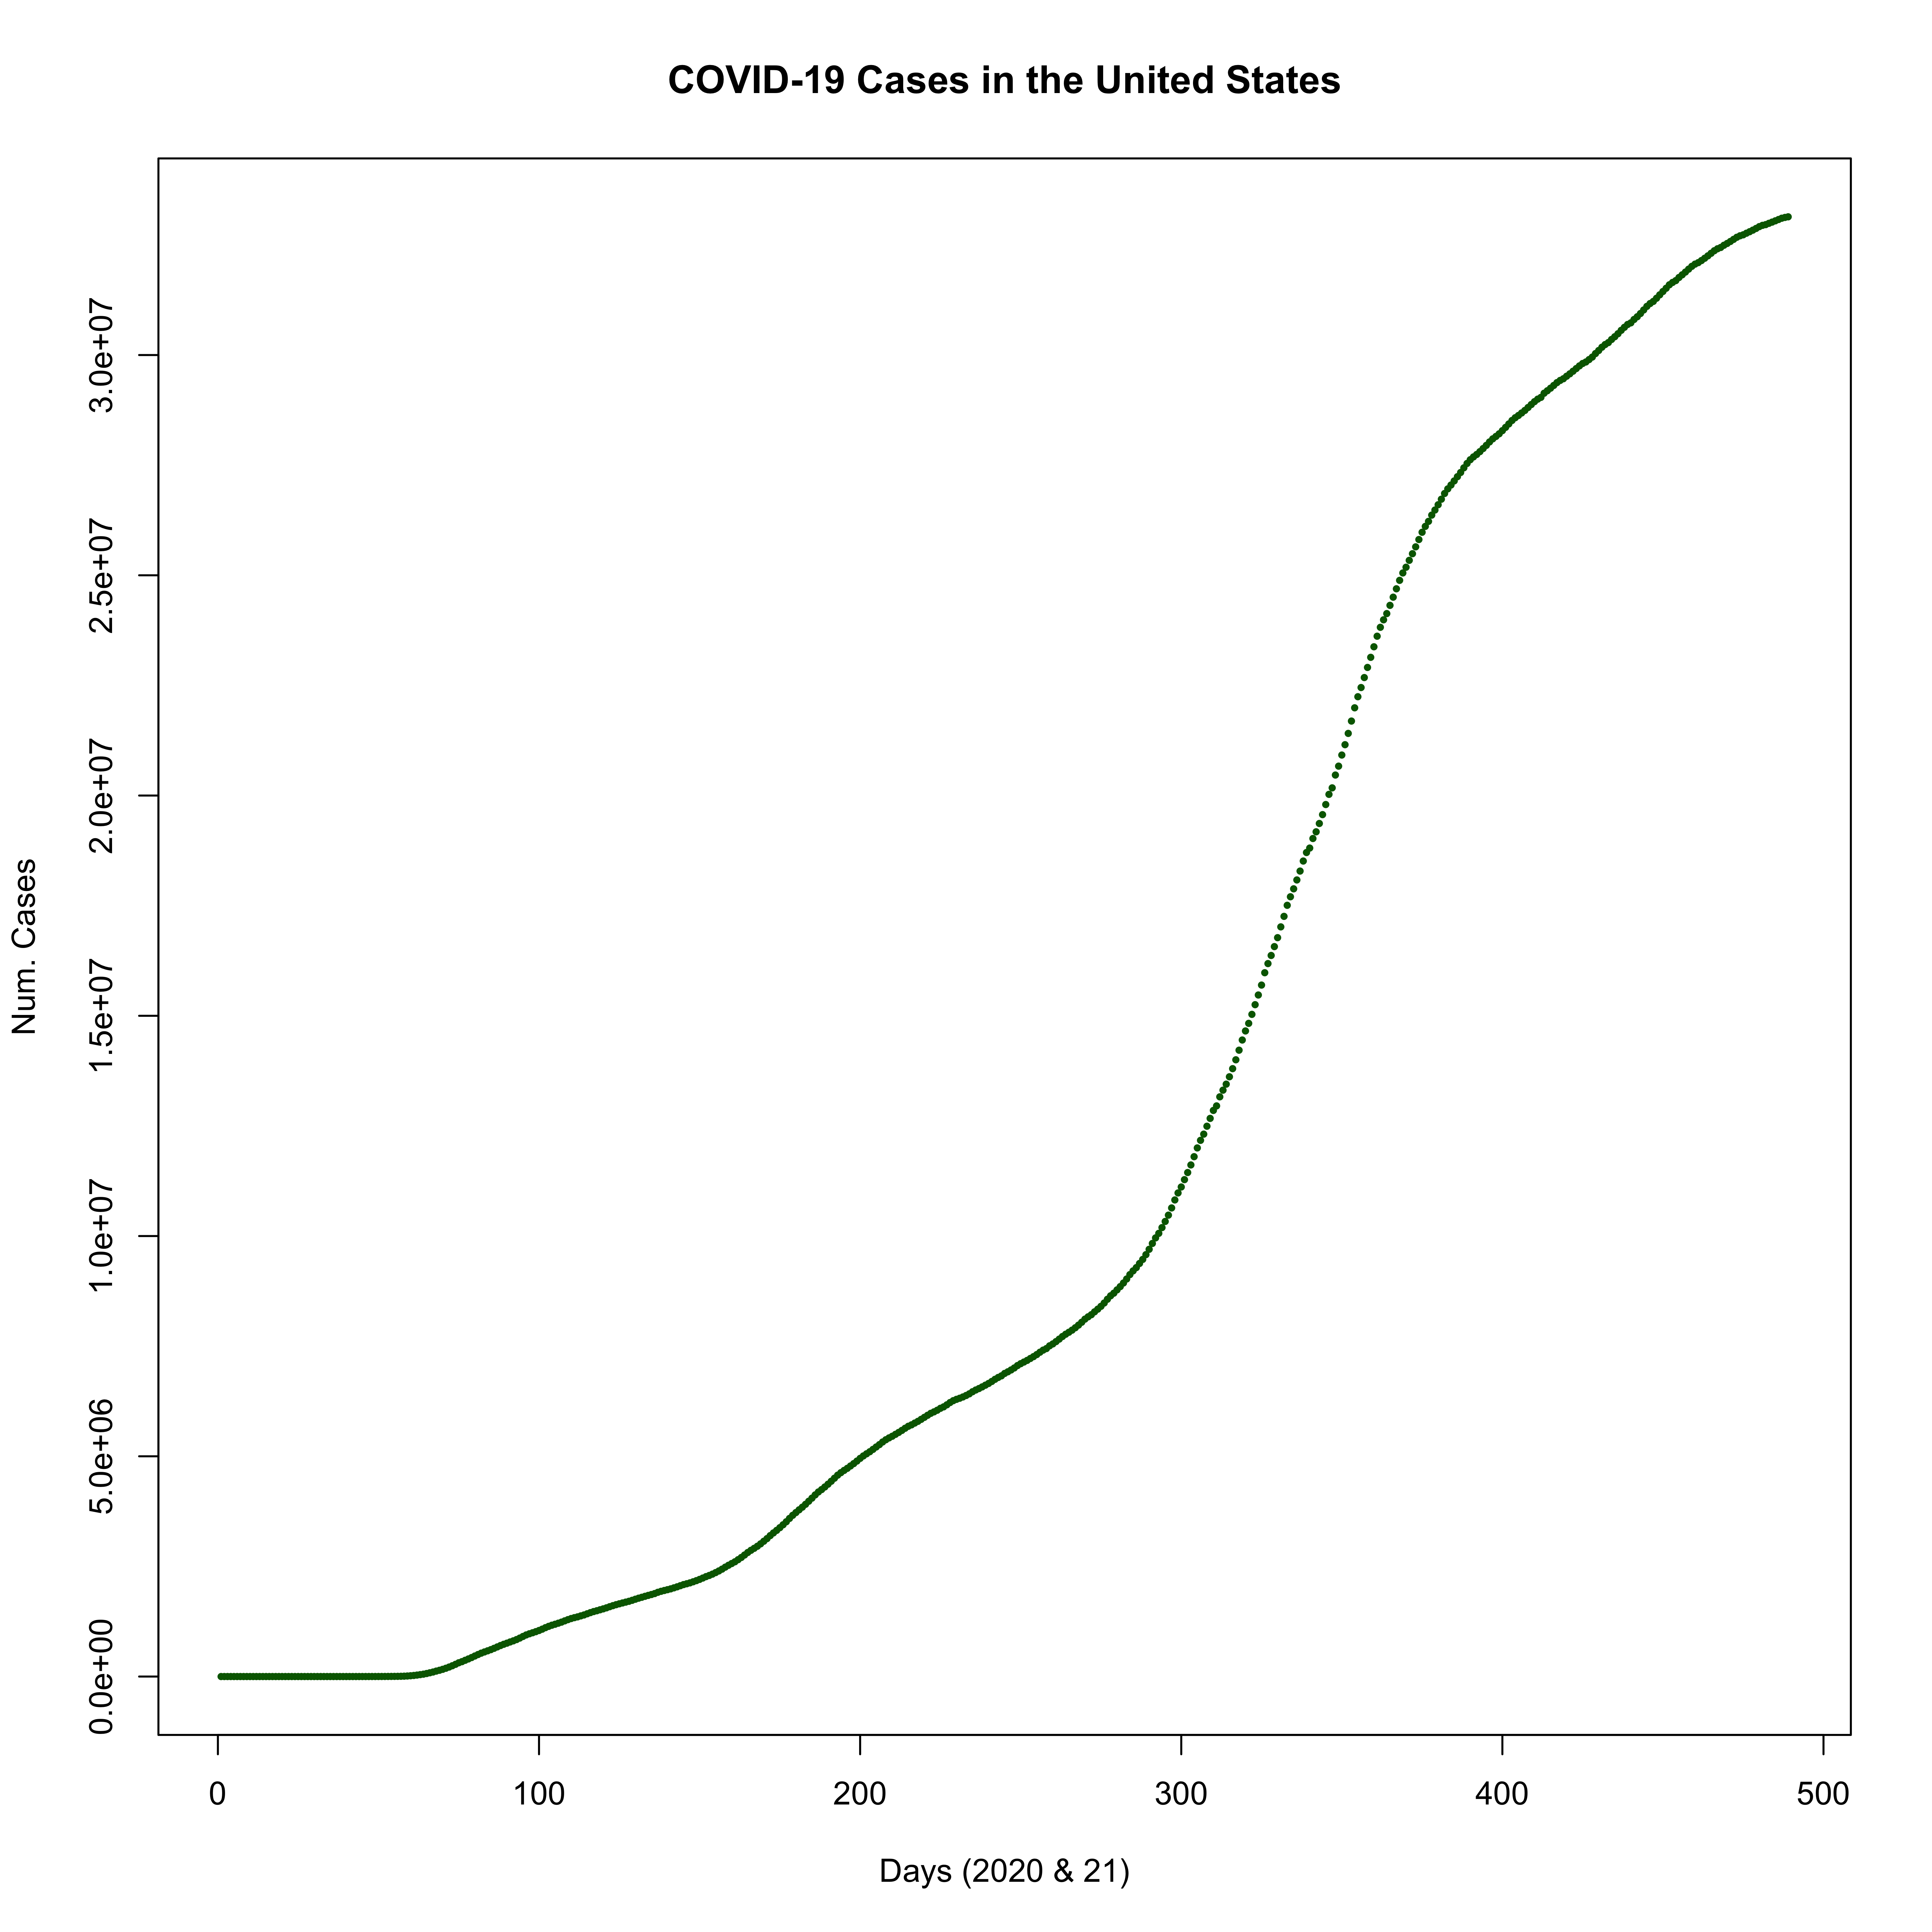 COVID-19 Cases in the United States
Num. Cases
3.0e+07
2.5e+07
2.0e+07
1.5e+07
1.0e+07
5.0e+06
0.0e+00
0 100 200 300 400 500
Days (2020 & 21)